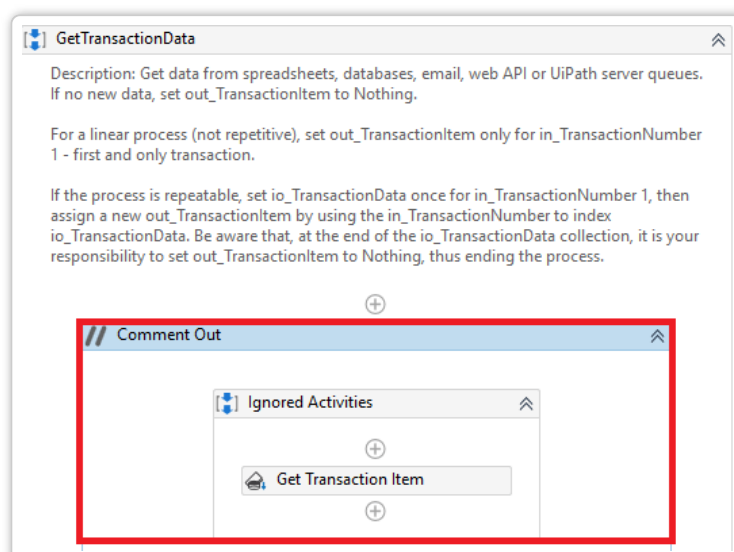 GetTransactionData
Description: Get data from spreadsheets, databases, email, web API or UiPath server queues.
If no new data, set out_TransactionItem to Nothing.
For a linear process (not repetitive), set out_TransactionItem only for in_TransactionNumber
1 - first and only transaction.
If the process is repeatable, set io_TransactionData once for in_TransactionNumber 1, then
assign a new out_TransactionItem by using the in_TransactionNumber to index
io_TransactionData. Be aware that, at the end of the io_TransactionData collection, it is your
responsibility to set out_TransactionItem to Nothing, thus ending the process.
Comment Out
Ignored Activities
Get Transaction Item